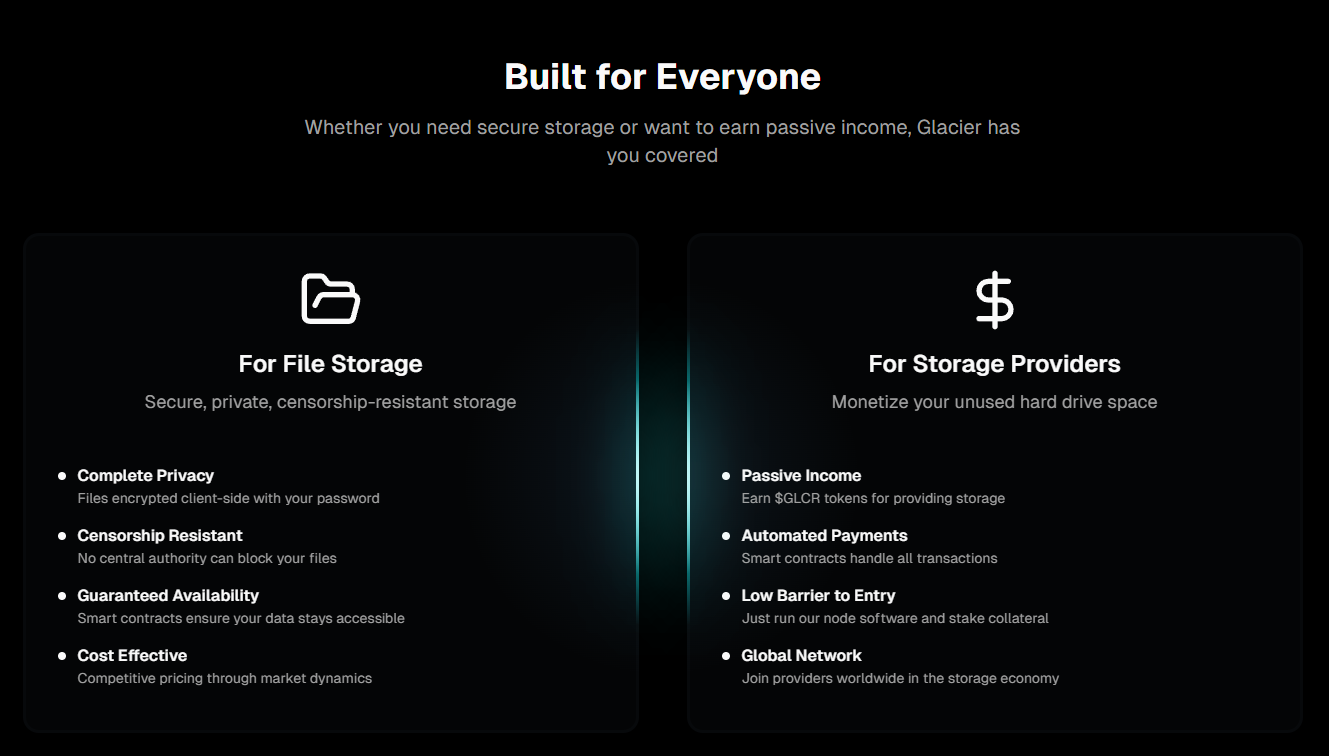 Built for Everyone
Whether you need secure storage or want to earn passive income, Glacier has
you covered
For File Storage
Secure, private, censorship-resistant storage
Complete Privacy
Files encrypted client-side with your password
Censorship Resistant
No central authority can block your files
Guaranteed Availability
Smart contracts ensure your data stays accessible
Cost Effective
Competitive pricing through market dynamics
For Storage Providers
Monetize your unused hard drive space
Passive Income
Earn $GLCR tokens for providing storage
Automated Payments
Smart contracts handle all transactions
Low Barrier to Entry
Just run our node software and stake collateral
Global Network
Join providers worldwide in the storage economy